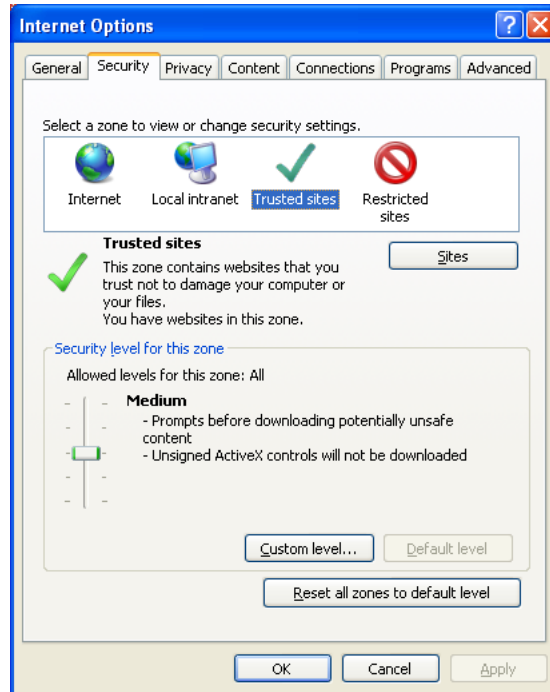 Internet Options
General Security Privacy Content Connections Programs Advanced
Select a zone to view or change security settings.
Internet Local intranet Trusted sites Restricted
sites
Trusted sites
Sites
This zone contains websites that you
trust not to damage your computer or
your files.
You have websites in this zone.
Security level for this zone
Allowed levels for this zone: All
Medium
- Prompts before downloading potentially unsafe
content
- Unsigned ActiveX controls will not be downloaded
Custom level... Default level
Reset all zones to default level
OK Cancel Apply